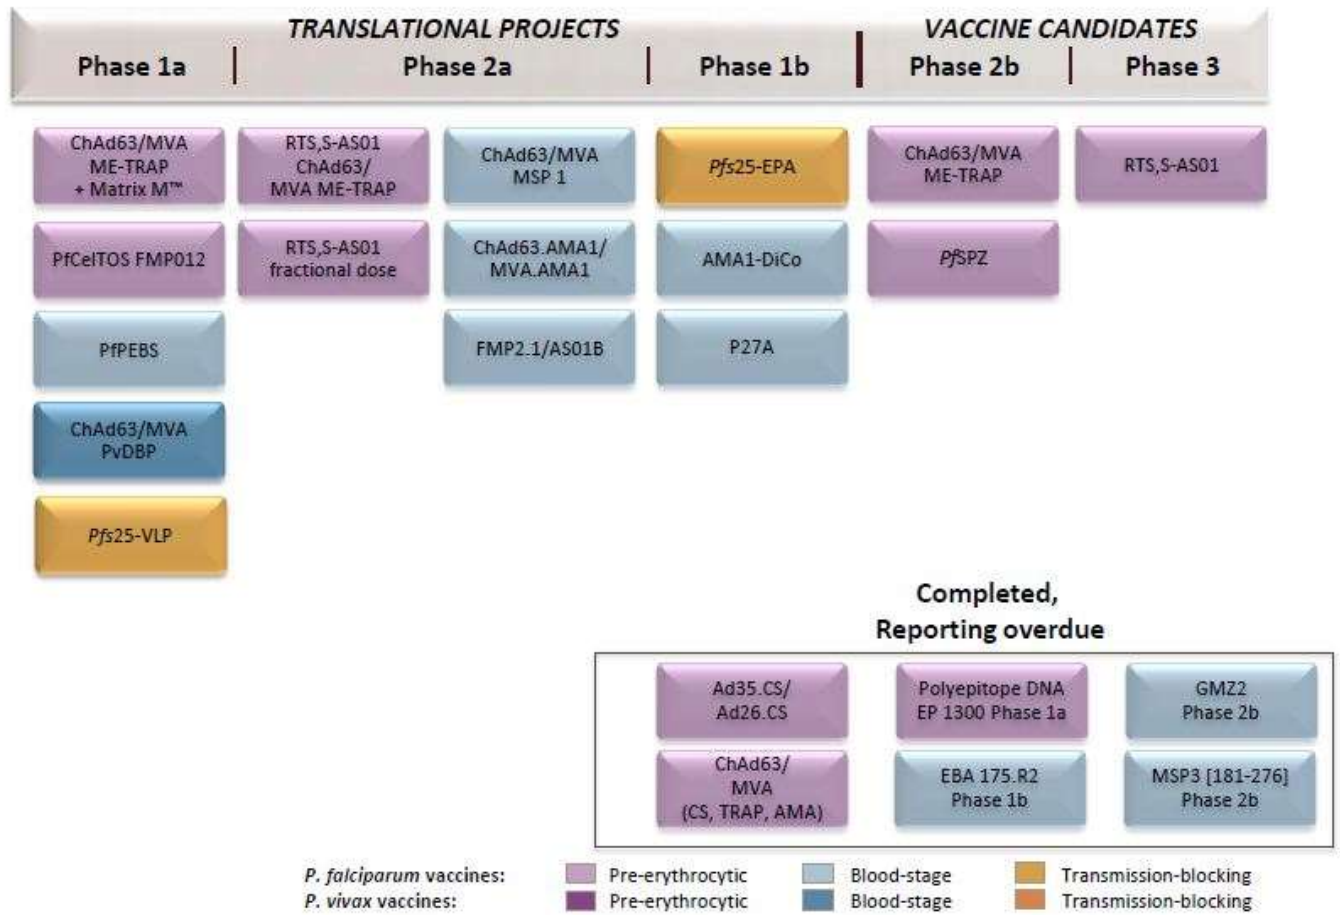 TRANSLATIONAL PROJECTS
VACCINE CANDIDATES
Phase 1a
Phase 2a
Phase 1b
Phase 2b
Phase 3
ChAd63/MVA
ME-TRAP
+ Matrix M™
RTS,S-AS01
ChAd63/
MVA ME-TRAP
ChAd63/MVA
MSP 1
Pfs25-EPA
ChAd63/MVA
ME-TRAP
RTS,S-AS01
PfCelTOS FMP012
RTS,S-AS01
fractional dose
ChAd63.AMA1/
MVA.AMA1
AMA1-DiCo
PfSPZ
PfPEBS
FMP2.1/AS01B
P27A
ChAd63/MVA
PvDBP
Pfs25-VLP
Completed,
Reporting overdue
Ad35.CS/
Ad26.CS
Polyepitope DNA
EP 1300 Phase 1a
GMZ2
Phase 2b
ChAd63/
MVA
(CS, TRAP, AMA)
EBA 175.R2
Phase 1b
MSP3 [181-276]
Phase 2b
P. falciparum vaccines: Pre-erythrocytic Blood-stage Transmission-blocking
P. vivax vaccines: Pre-erythrocytic Blood-stage Transmission-blocking